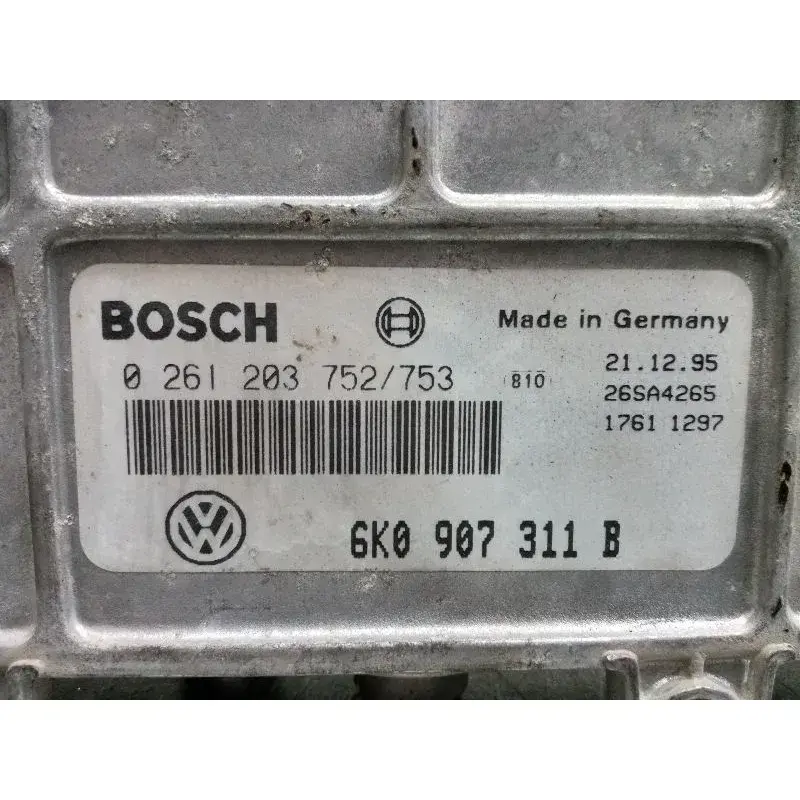 BOSCH Made in Germany
0 261 203 752/753 810 21.12.95
26SA4265
1761 1297
VW 6K0 907 311 B